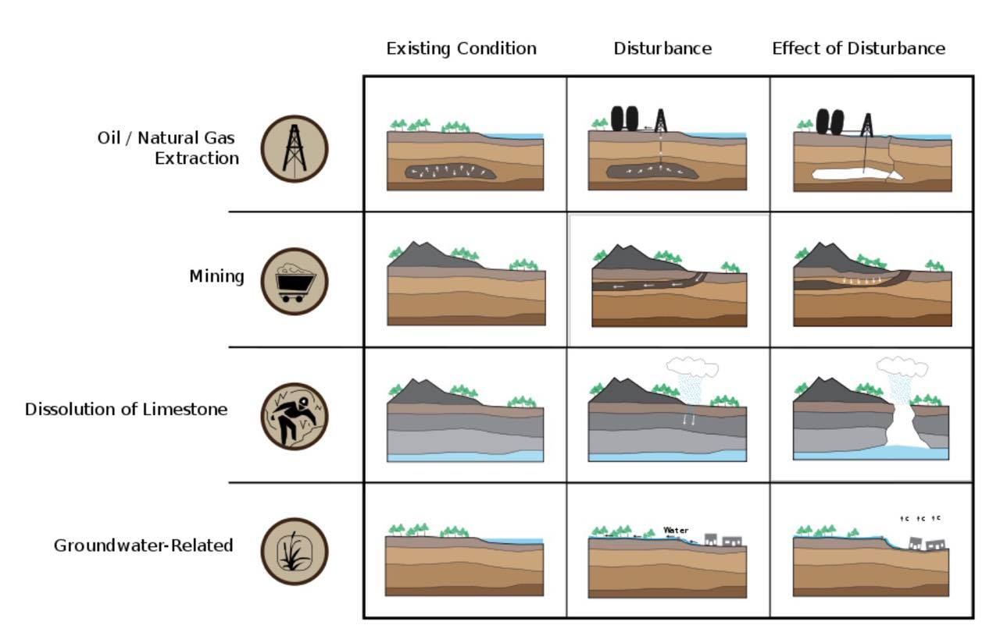 Existing Condition
Disturbance
Effect of Disturbance
Oil / Natural Gas
Extraction
Mining
Dissolution of Limestone
Groundwater-Related
Water
↑c ↑c ↑c